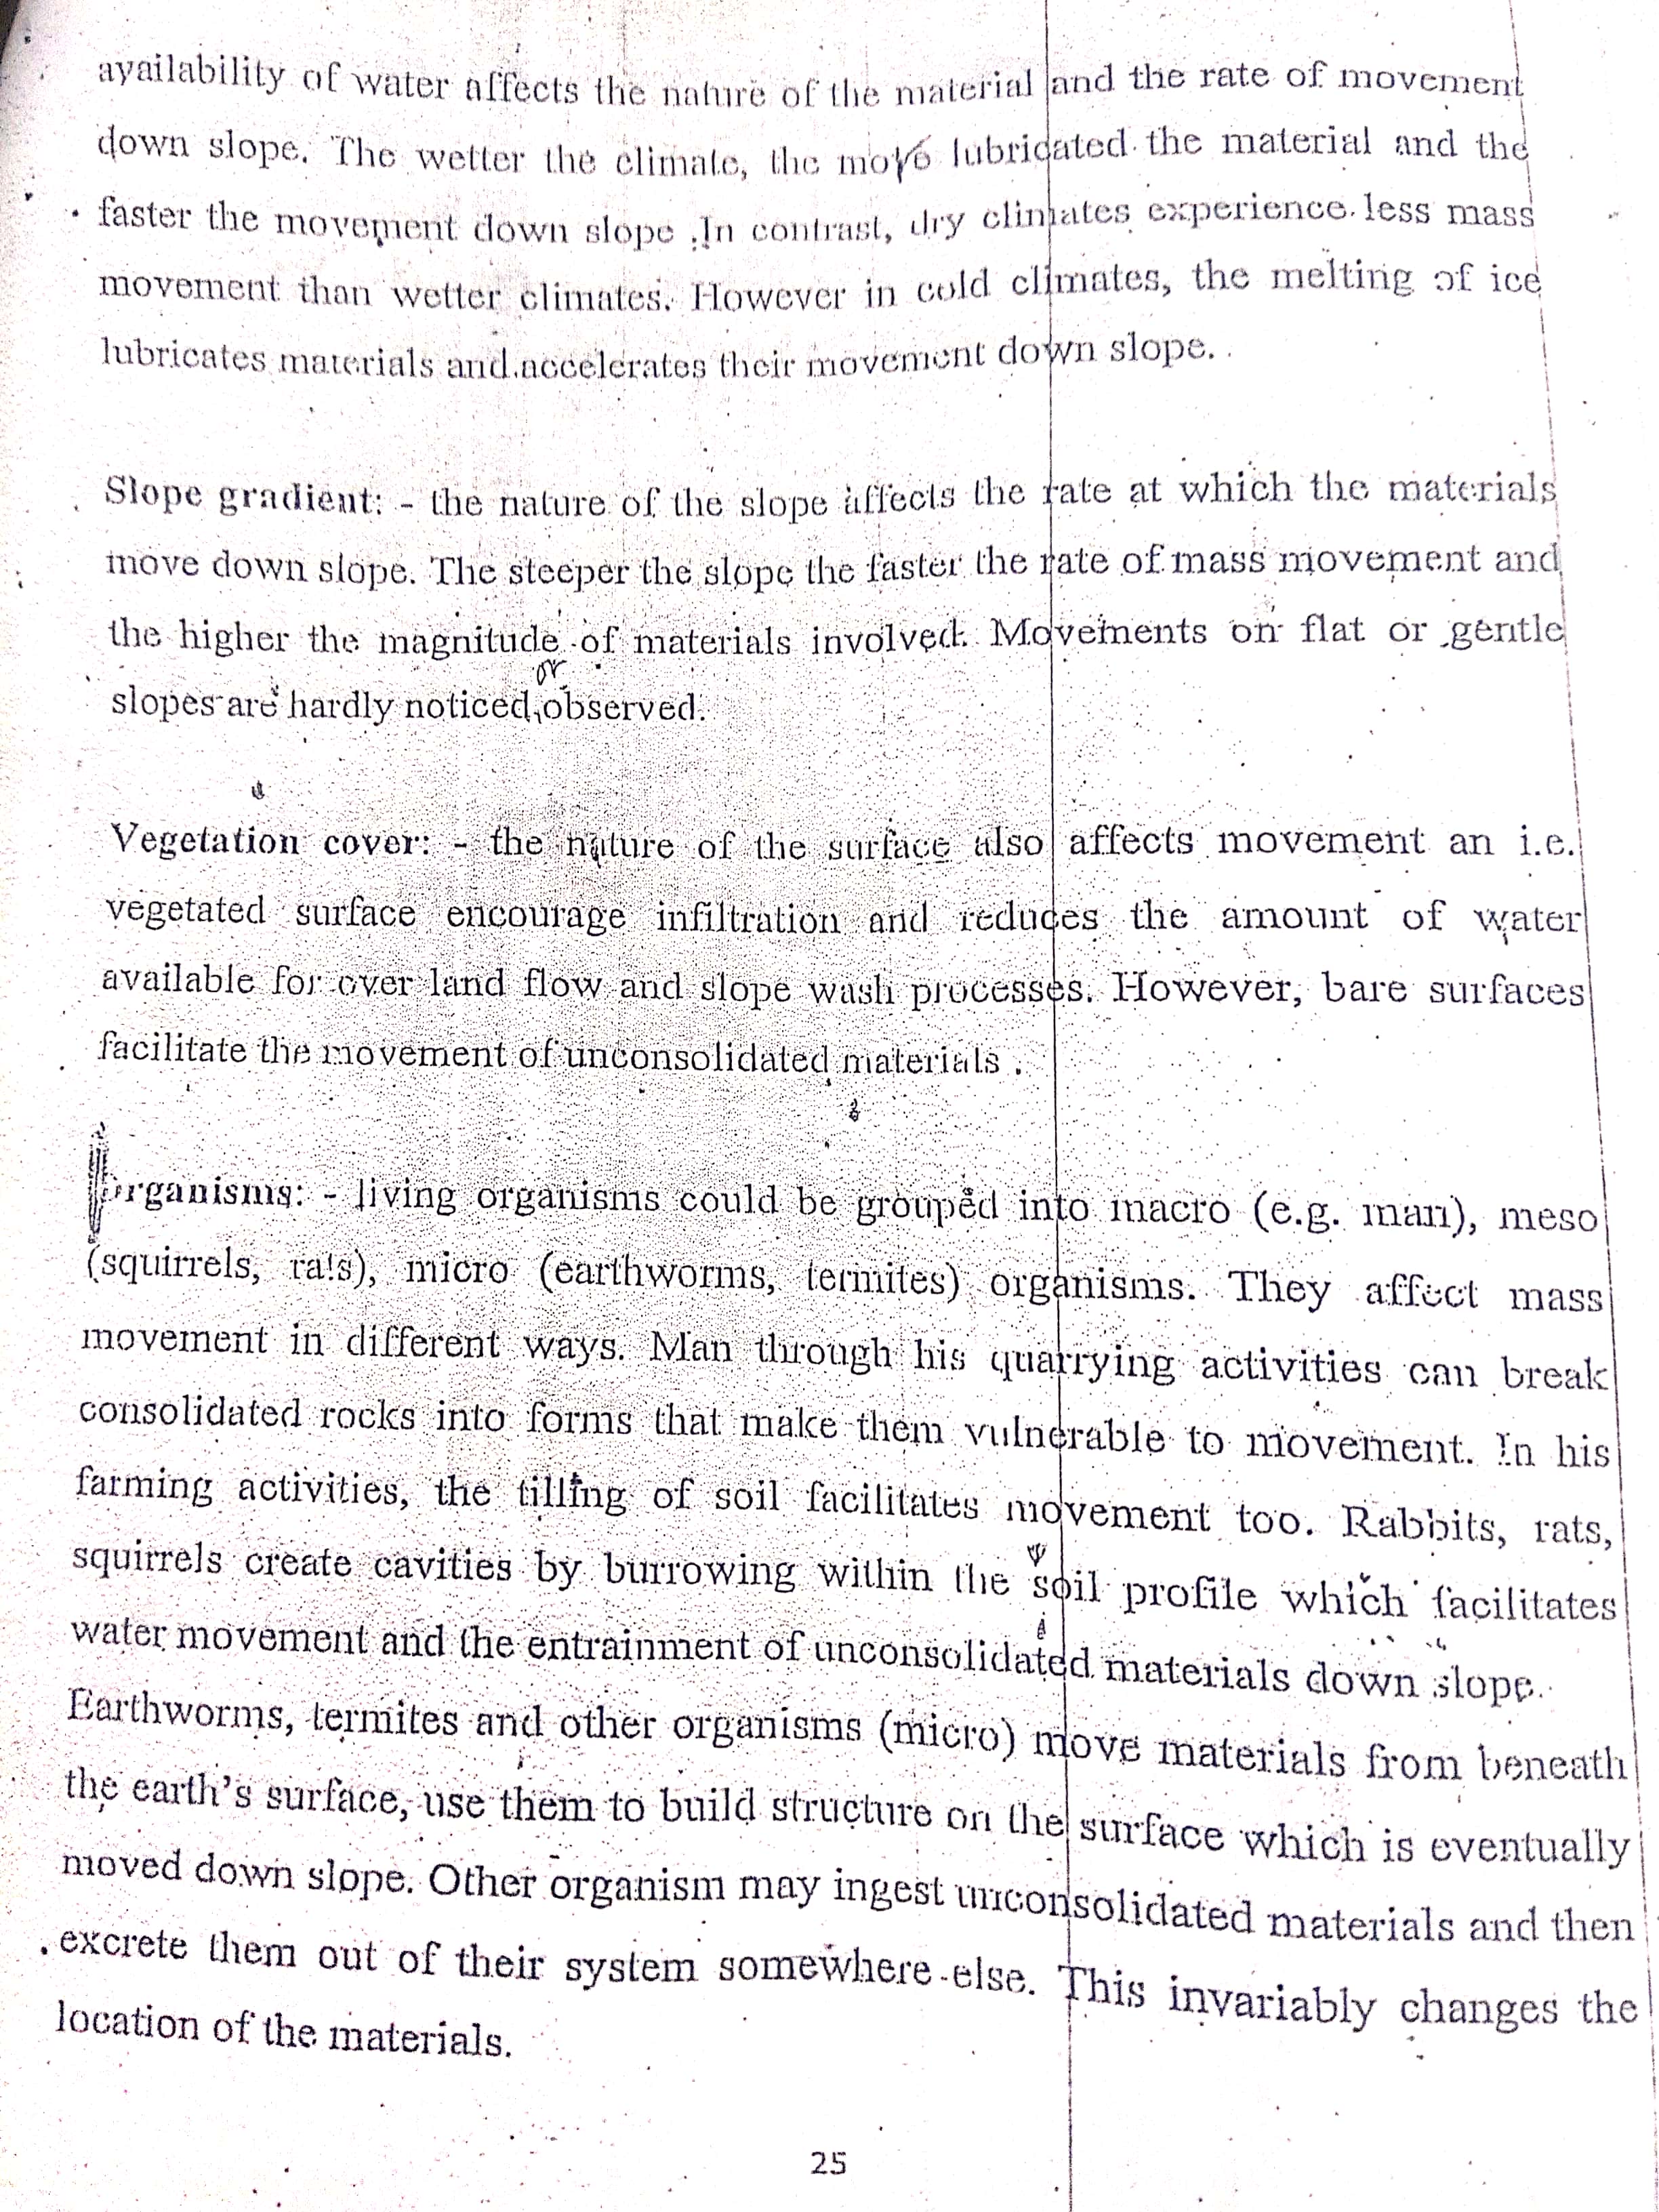 availability of water affects the nature of the material and the rate of movement
down slope. The wetter the climate, the more lubricated the material and the
faster the movement down slope .In contrast, dry climates experience less mass
movement than wetter climates. However in cold climates, the melting of ice
lubricates materials and accelerates their movement down slope.
Slope gradient: - the nature of the slope affects the rate at which the materials
move down slope. The steeper the slope the faster the rate of mass movement and
the higher the magnitude of materials involved. Movements on flat or gentle
slopes are hardly noticed, or observed.
Vegetation cover: - the nature of the surface also affects movement an i.e.
vegetated surface encourage infiltration and reduces the amount of water
available for over land flow and slope wash processes. However, bare surfaces
facilitate the movement of unconsolidated materials .
Organisms: - living organisms could be grouped into macro (e.g. man), meso
(squirrels, rats), micro (earthworms, termites) organisms. They affect mass
movement in different ways. Man through his quarrying activities can break
consolidated rocks into forms that make them vulnerable to movement. In his
farming activities, the tilling of soil facilitates movement too. Rabbits, rats,
squirrels create cavities by burrowing within the soil profile which facilitates
water movement and the entrainment of unconsolidated materials down slope.
Earthworms, termites and other organisms (micro) move materials from beneath
the earth's surface, use them to build structure on the surface which is eventually
moved down slope. Other organism may ingest unconsolidated materials and then
excrete them out of their system somewhere else. This invariably changes the
location of the materials.
25